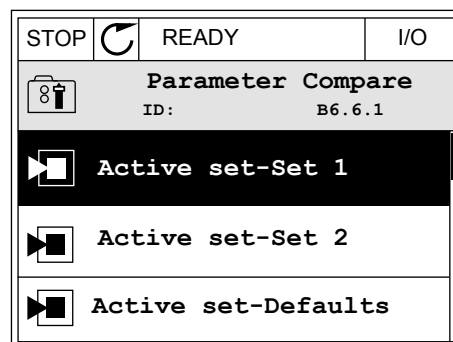 STOP READY I/O
Parameter Compare
ID: B6.6.1
Active set-Set 1
Active set-Set 2
Active set-Defaults